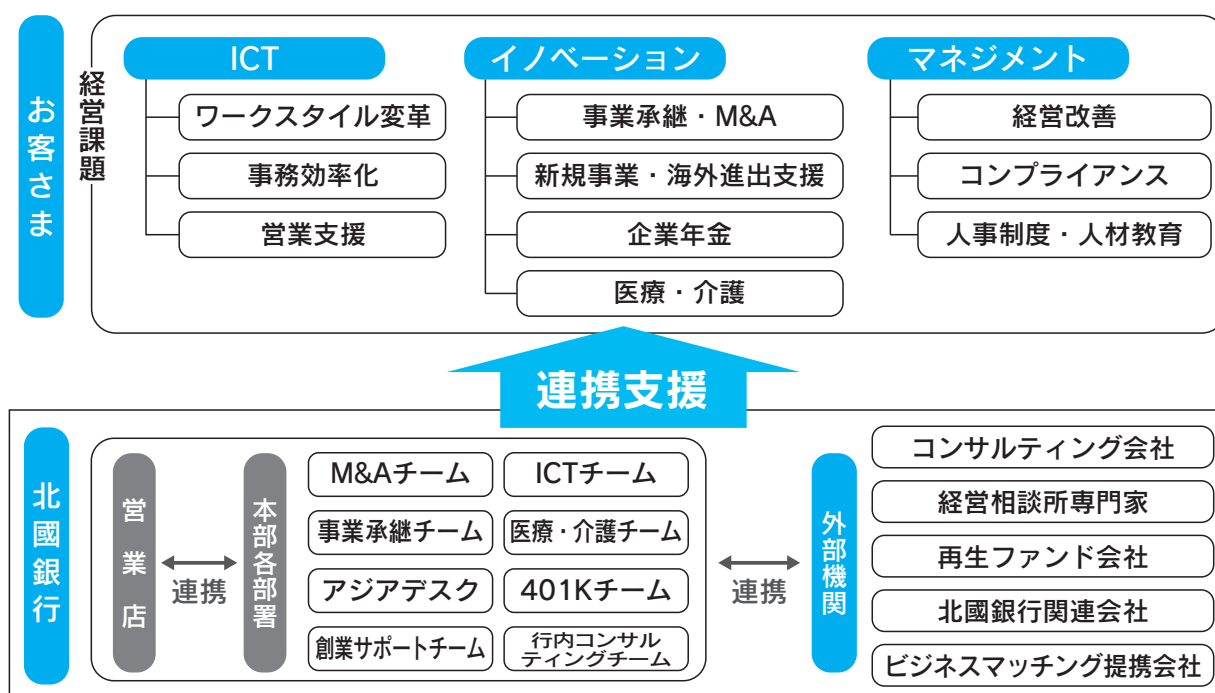 お客さま
経営課題
ICT
ワークスタイル変革
事務効率化
営業支援
イノベーション
事業承継・M&A
新規事業・海外進出支援
企業年金
医療・介護
マネジメント
経営改善
コンプライアンス
人事制度・人材教育
連携支援
北國銀行
営業店
連携
本部各部署
M&Aチーム
ICTチーム
事業承継チーム
医療・介護チーム
アジアデスク
401Kチーム
創業サポートチーム
行内コンサル
ティングチーム
連携
外部機関
コンサルティング会社
経営相談所専門家
再生ファンド会社
北國銀行関連会社
ビジネスマッチング提携会社